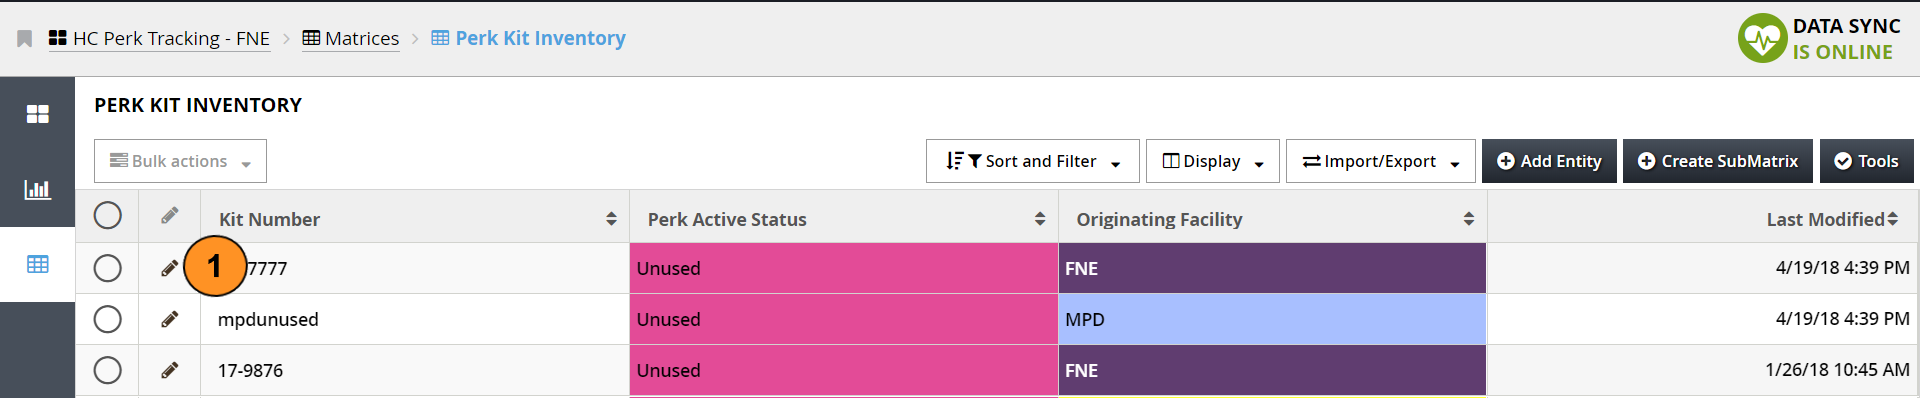 HC Perk Tracking - FNE > Matrices > Perk Kit Inventory
DATA SYNC
IS ONLINE
PERK KIT INVENTORY
Bulk actions Sort and Filter Display Import/Export Add Entity Create SubMatrix Tools
Kit Number Perk Active Status Originating Facility Last Modified
1 7777 Unused FNE 4/19/18 4:39 PM
mpdunused Unused MPD 4/19/18 4:39 PM
17-9876 Unused FNE 1/26/18 10:45 AM